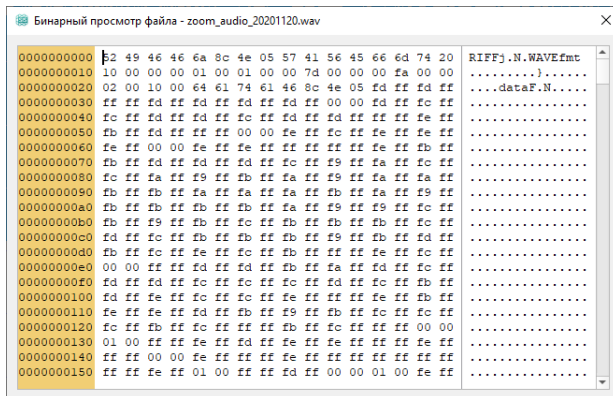 Бинарный просмотр файла - zoom_audio_20201120.wav
0000000000 52 49 46 46 6a 8c 4e 05 57 41 56 45 66 6d 74 20 RIFFj.N.WAVEfmt
0000000010 10 00 00 00 01 00 01 00 00 7d 00 00 00 fa 00 00 .........}......
0000000020 02 00 10 00 64 61 74 61 46 8c 4e 05 fd ff fd ff ....dataF.N.....
0000000030 ff ff fd ff fd ff fd ff fd ff 00 00 fd ff fc ff ................
0000000040 fc ff fd ff fd ff fc ff fd ff fd ff ff ff fe ff ................
0000000050 fb ff fd ff ff ff 00 00 fe ff fc ff fe ff ff ff ................
0000000060 fe ff 00 00 fe ff fe ff ff ff ff ff fe ff fb ff ................
0000000070 fb ff fd ff fd ff fd ff fc ff f9 ff fa ff fc ff ................
0000000080 fc ff fa ff f9 ff fb ff fa ff f9 ff fa ff fa ff ................
0000000090 fb ff fb ff fa ff fa ff fa ff fb ff fa ff f9 ff ................
00000000a0 fb ff fb ff fb ff fb ff fa ff f9 ff f9 ff fc ff ................
00000000b0 fb ff f9 ff fb ff fc ff fb ff fb ff fb ff fc ff ................
00000000c0 fd ff fc ff fb ff fb ff fb ff f9 ff fb ff fd ff ................
00000000d0 fb ff fc ff fe ff fc ff fb ff ff ff fe ff fc ff ................
00000000e0 00 00 ff ff fd ff fd ff fb ff fa ff fd ff fc ff ................
00000000f0 fd ff fd ff fc ff fc ff fd ff fd ff fc ff fb ff ................
0000000100 fd ff fe ff fc ff fc ff fe ff ff ff fe ff fb ff ................
0000000110 fe ff fe ff fd ff fb ff f9 ff fb ff fc ff fe ff ................
0000000120 fc ff fb ff fc ff ff ff fb ff fc ff ff ff 00 00 ................
0000000130 01 00 ff ff fe ff fd ff fe ff fe ff ff ff fe ff ................
0000000140 ff ff 00 00 fe ff ff ff fe ff ff ff ff ff ff ff ................
0000000150 ff ff fe ff 01 00 ff ff fd ff 00 00 01 00 fe ff ................